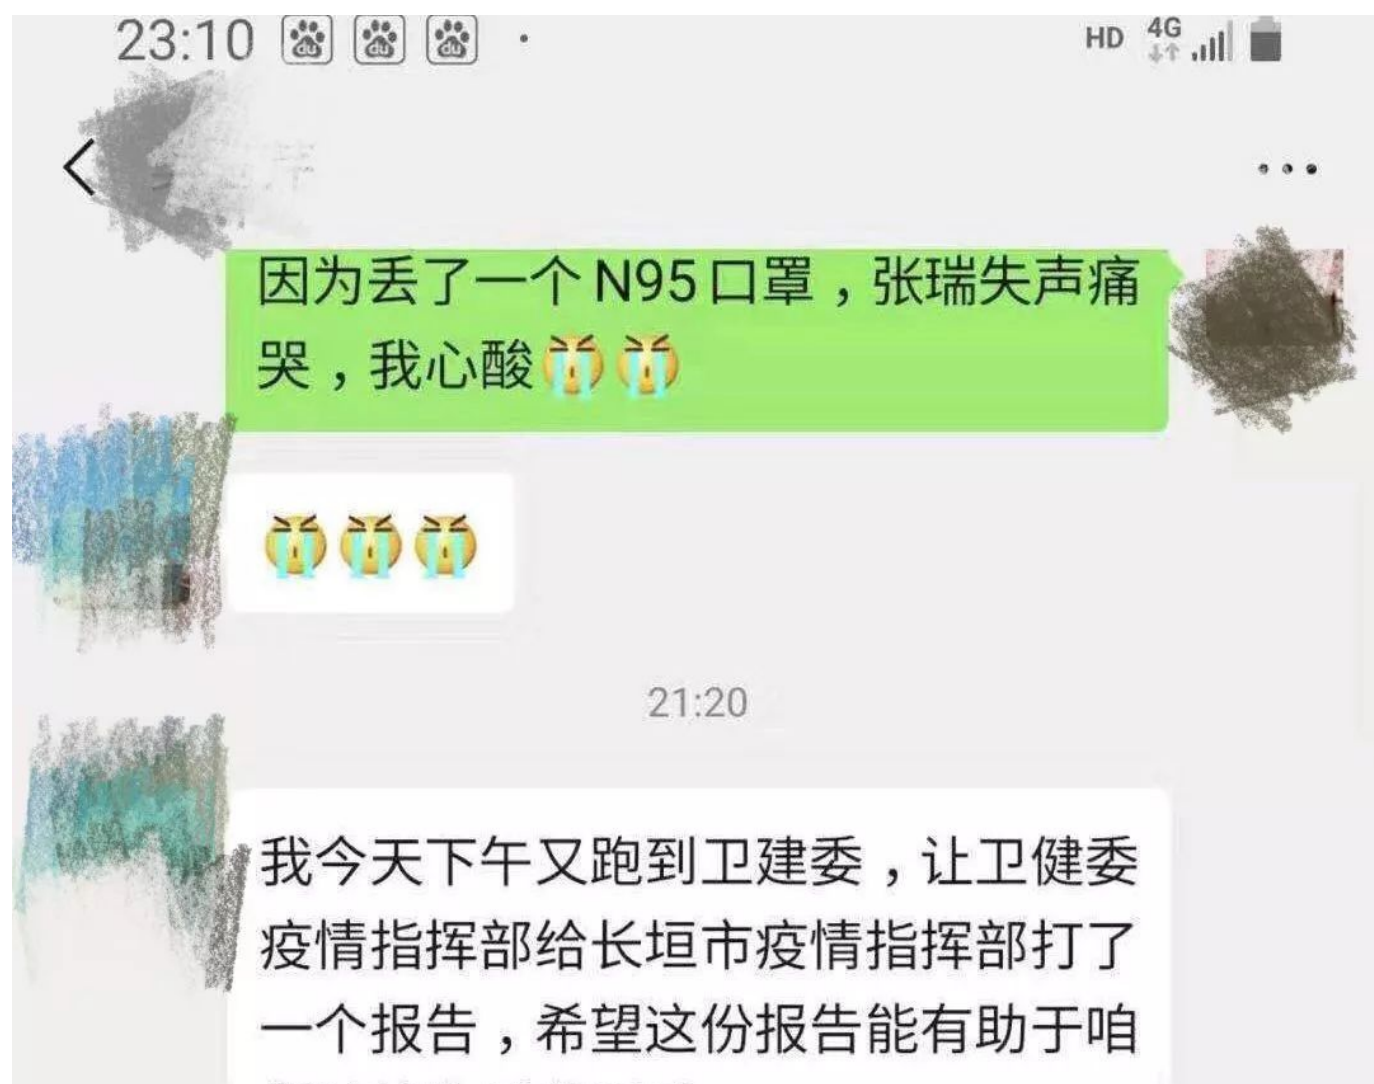 23:10 du du du HD 4G
因为丢了一个N95口罩，张瑞失声痛
哭，我心酸😭😭
😭😭😭
21:20
我今天下午又跑到卫建委，让卫健委
疫情指挥部给长垣市疫情指挥部打了
一个报告，希望这份报告能有助于咱